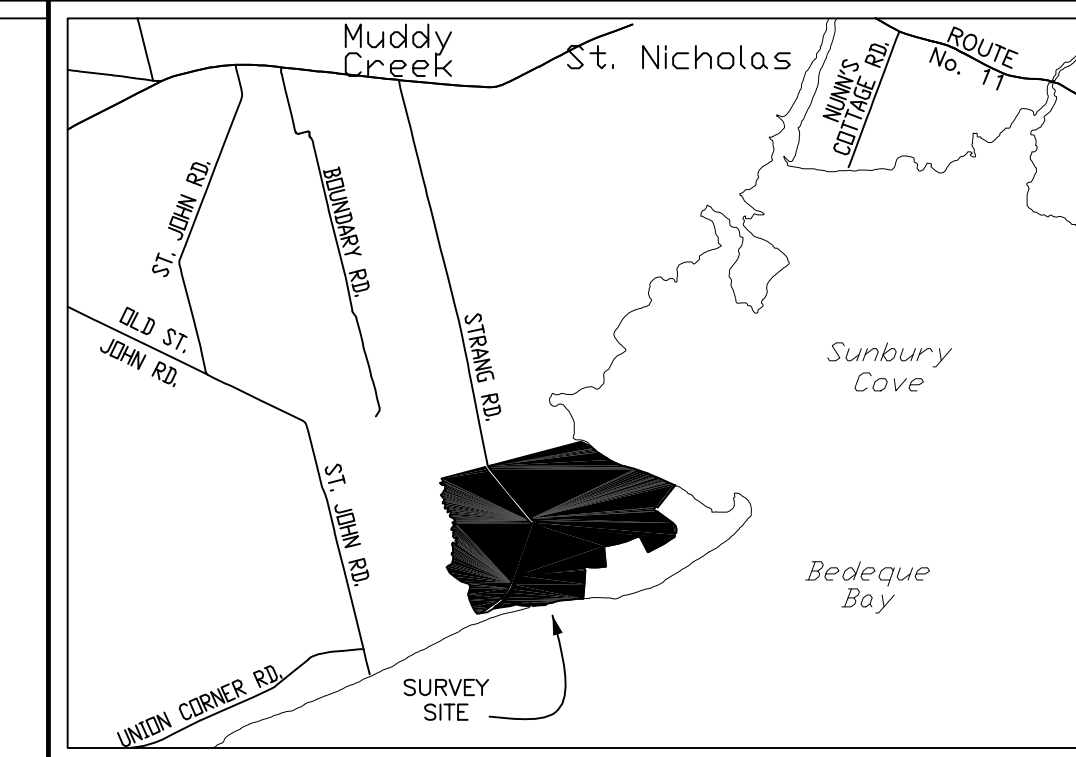 Muddy
Creek
St. Nicholas
NUNN'S
COTTAGE RD.
ROUTE
No. 11
ST. JOHN RD.
BOUNDARY RD.
OLD ST.
JOHN RD.
STRANG RD.
Sunbury
Cove
ST. JOHN RD.
Bedeque
Bay
UNION CORNER RD.
SURVEY
SITE